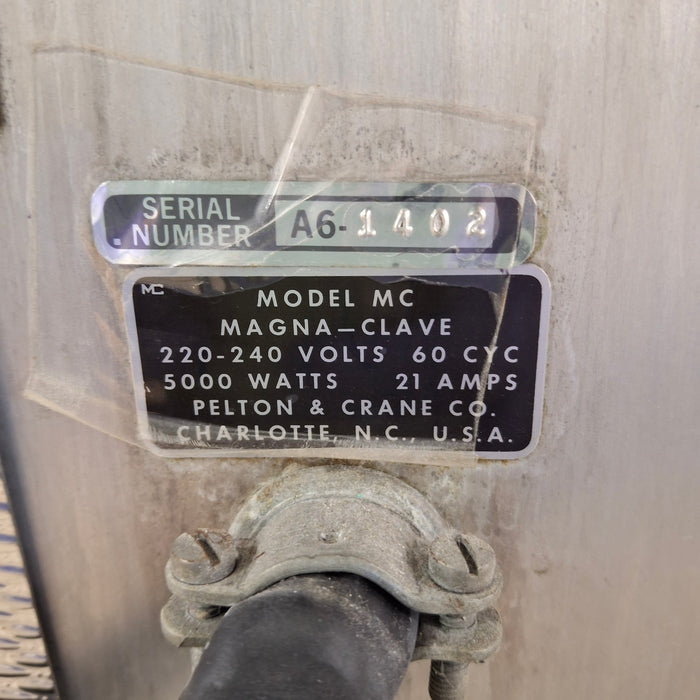 SERIAL
NUMBER A6-1402
MC
MODEL MC
MAGNA—CLAVE
220-240 VOLTS 60 CYC
5000 WATTS 21 AMPS
PELTON & CRANE CO.
CHARLOTTE, N.C., U.S.A.